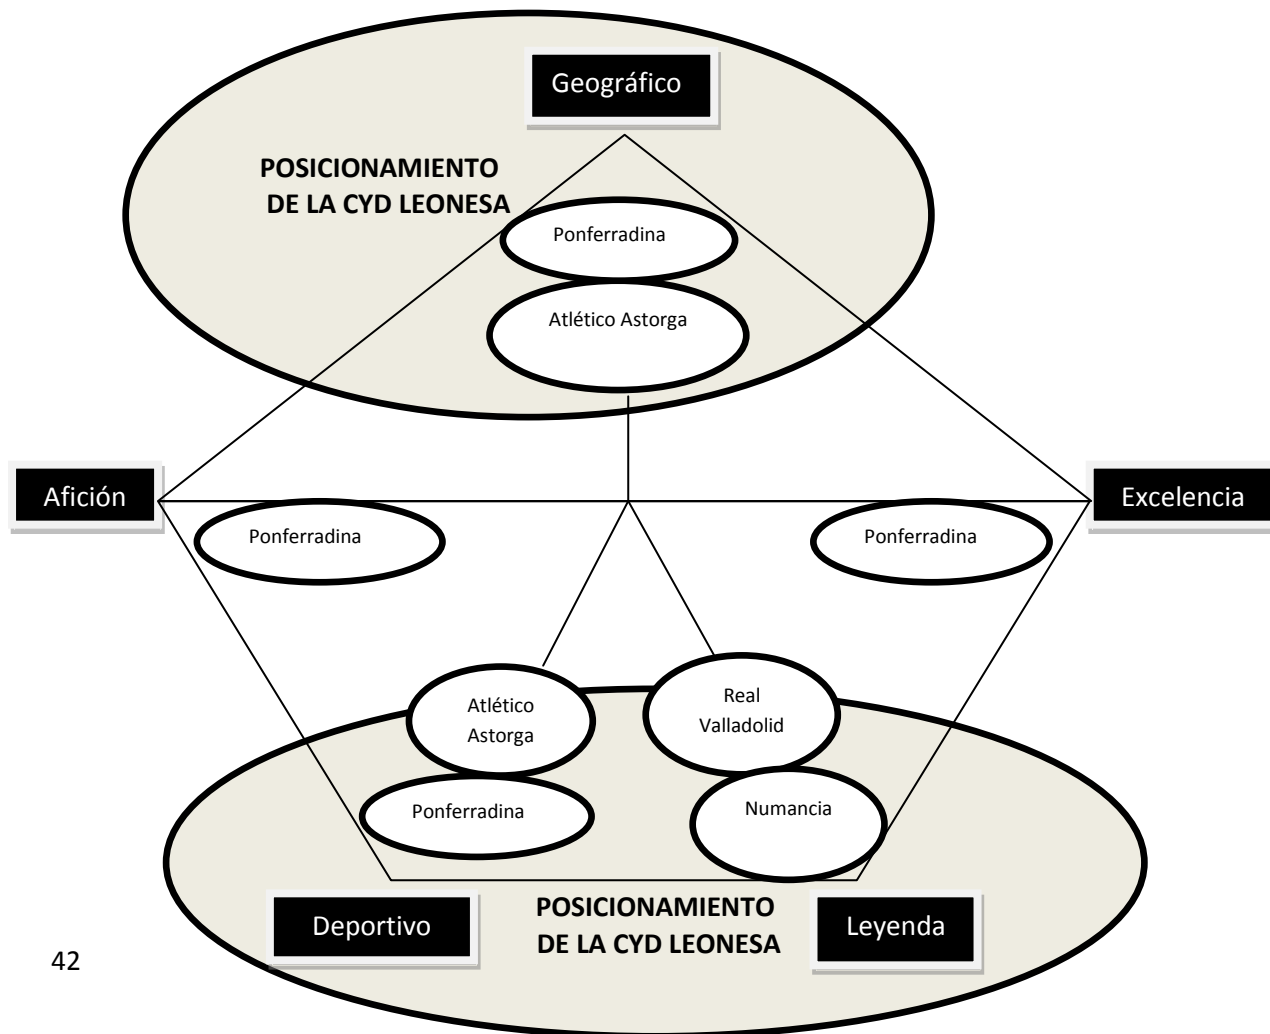 Geográfico
POSICIONAMIENTO
DE LA CYD LEONESA
Ponferradina
Atlético Astorga
Afición
Excelencia
Ponferradina
Ponferradina
Atlético
Astorga
Real
Valladolid
Ponferradina
Numancia
POSICIONAMIENTO
DE LA CYD LEONESA
Deportivo
Leyenda
42